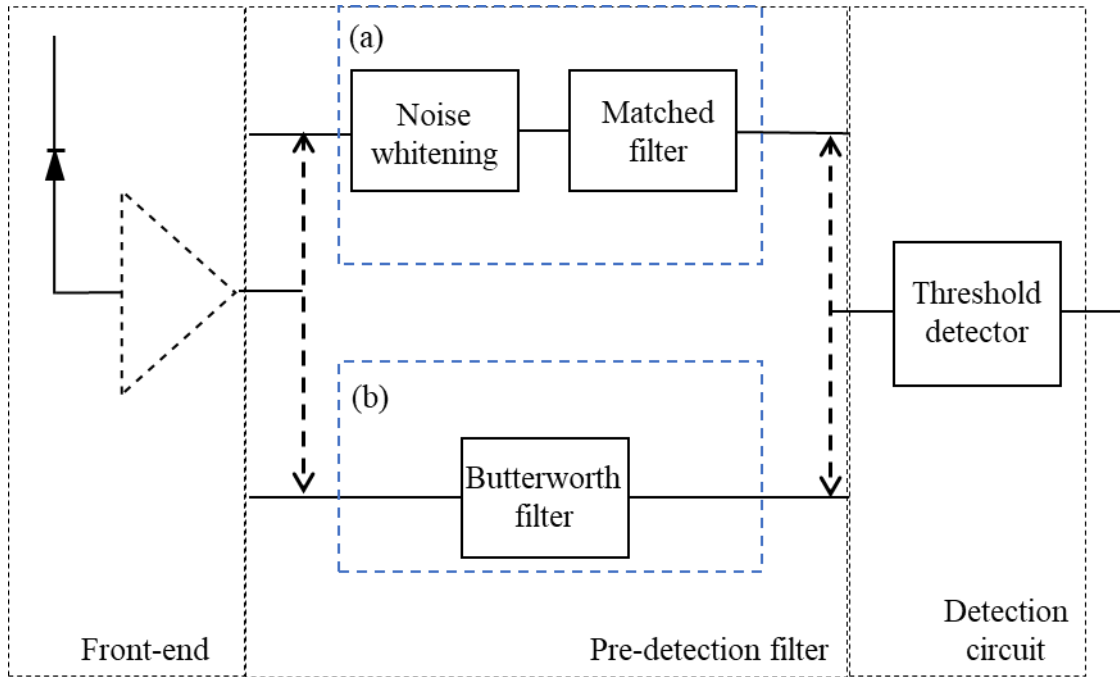 (a)
Noise
whitening
Matched
filter
Threshold
detector
(b)
Butterworth
filter
Front-end
Pre-detection filter
Detection
circuit